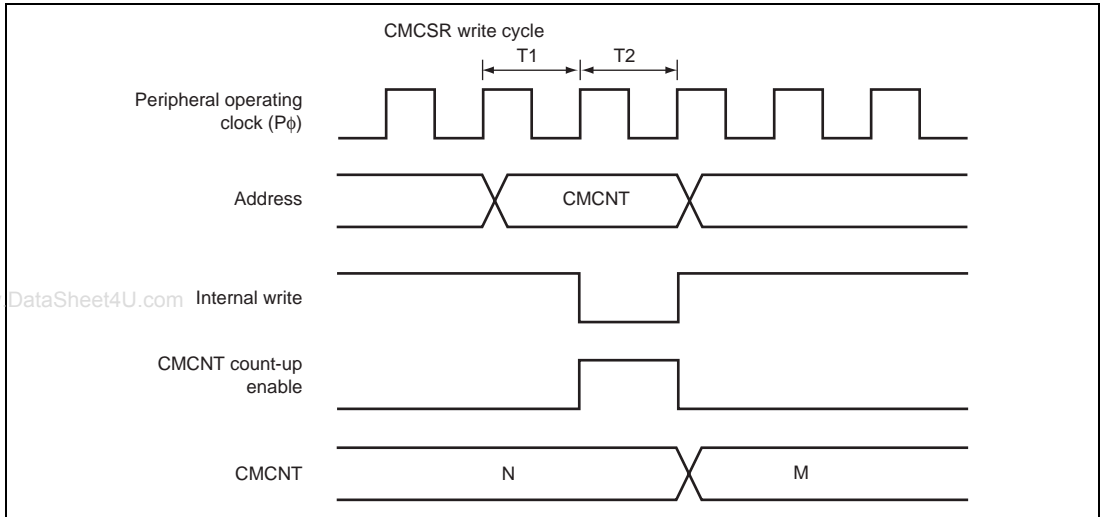 CMCSR write cycle
T1 T2
Peripheral operating
clock (Pϕ)
Address
CMCNT
.DataSheet4U.com
Internal write
CMCNT count-up
enable
CMCNT
N
M